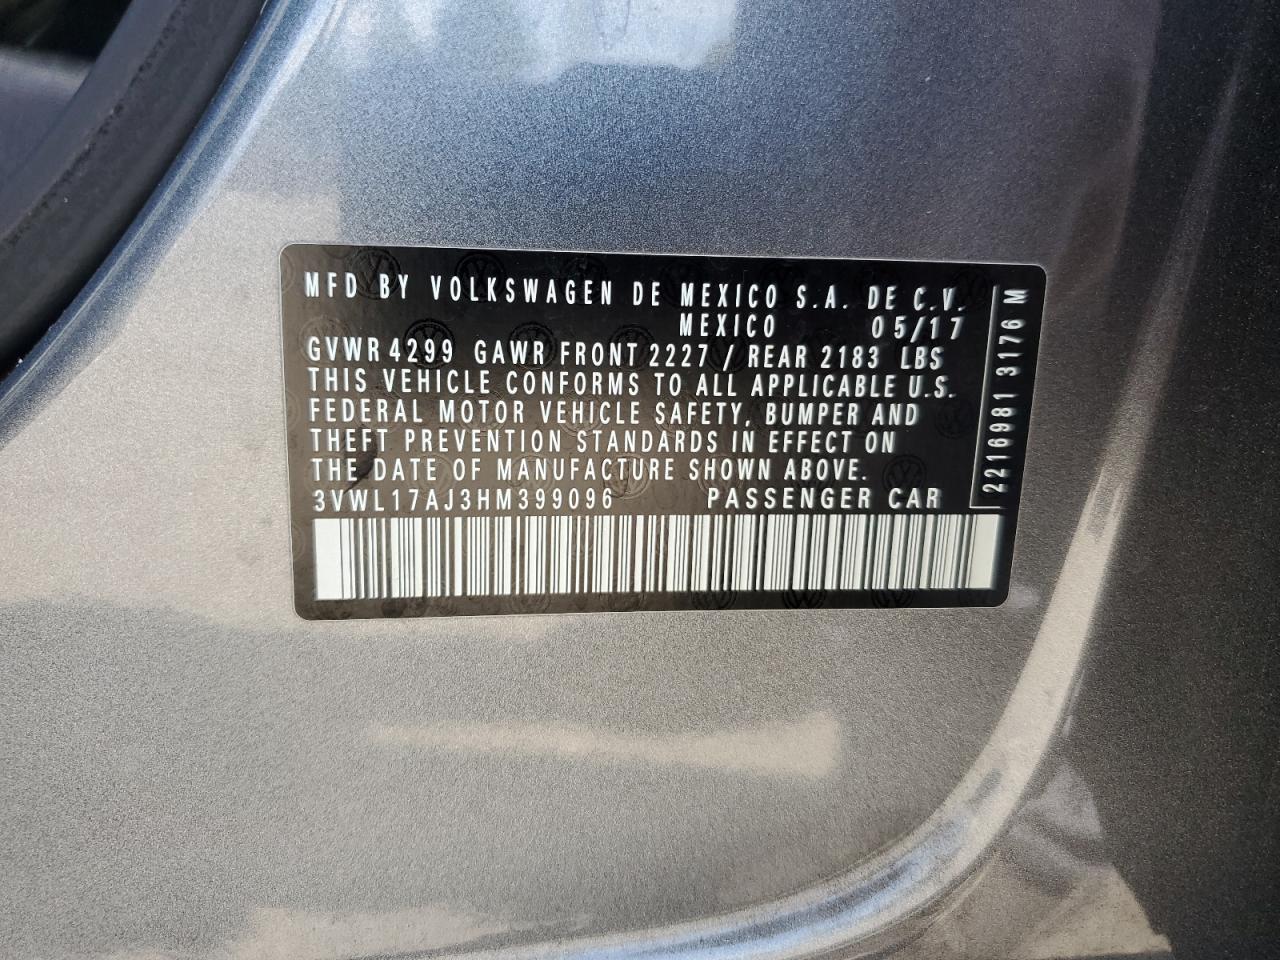 MFD BY VOLKSWAGEN DE MEXICO S.A. DE C.V.
MEXICO 05/17
GVWR 4299 GAWR FRONT 2227 / REAR 2183 LBS
THIS VEHICLE CONFORMS TO ALL APPLICABLE U.S.
FEDERAL MOTOR VEHICLE SAFETY, BUMPER AND
THEFT PREVENTION STANDARDS IN EFFECT ON
THE DATE OF MANUFACTURE SHOWN ABOVE.
3VWL17AJ3HM399096 PASSENGER CAR
2216981 3176 M